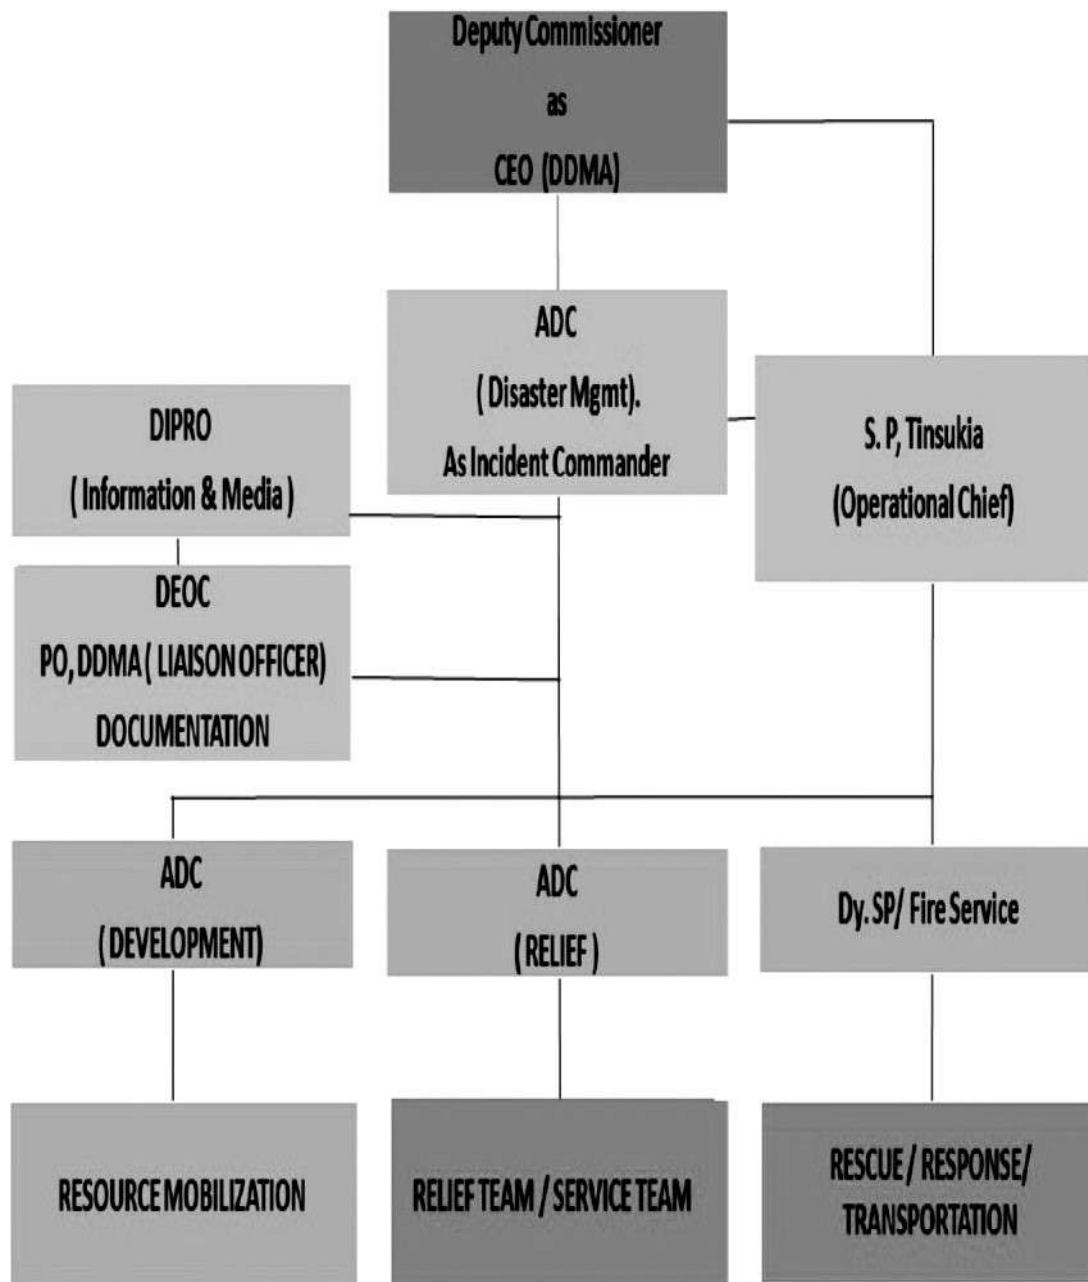 Deputy Commissioner
as
CEO (DDMA)
ADC
( Disaster Mgmt).
As Incident Commander
S. P, Tinsukia
(Operational Chief)
DIPRO
( Information & Media )
DEOC
PO, DDMA ( LIAISON OFFICER)
DOCUMENTATION
ADC
( DEVELOPMENT)
ADC
( RELIEF )
Dy. SP/ Fire Service
RESOURCE MOBILIZATION
RELIEF TEAM / SERVICE TEAM
RESCUE / RESPONSE/
TRANSPORTATION